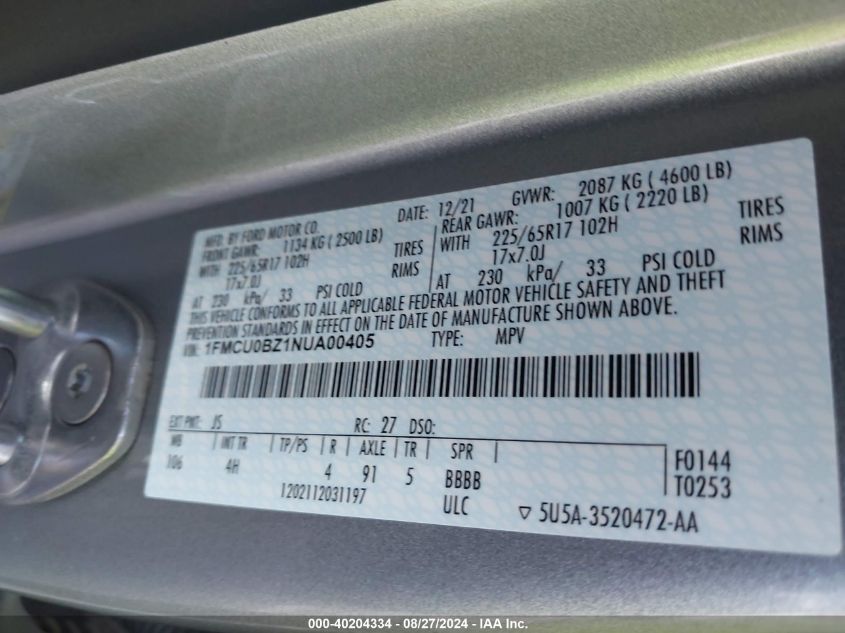 MFD. BY FORD MOTOR CO.
DATE: 12/21 GVWR: 2087 KG ( 4600 LB)
FRONT GAWR: 1134 KG ( 2500 LB) REAR GAWR: 1007 KG ( 2220 LB)
WITH 225/65R17 102H TIRES WITH 225/65R17 102H TIRES
17x7.0J RIMS 17x7.0J RIMS
AT 230 kPa/ 33 PSI COLD AT 230 kPa/ 33 PSI COLD
THIS VEHICLE CONFORMS TO ALL APPLICABLE FEDERAL MOTOR VEHICLE SAFETY AND THEFT
PREVENTION STANDARDS IN EFFECT ON THE DATE OF MANUFACTURE SHOWN ABOVE.
VIN: 1FMCU0BZ1NUA00405 TYPE: MPV
EXT PNT: JS RC: 27 DSO:
WB INT TR TP/PS R AXLE TR SPR F0144
106 4H 4 91 5 BBBB T0253
1202112031197 ULC ▽ 5U5A-3520472-AA
000-40204334 - 08/27/2024 - IAA Inc.